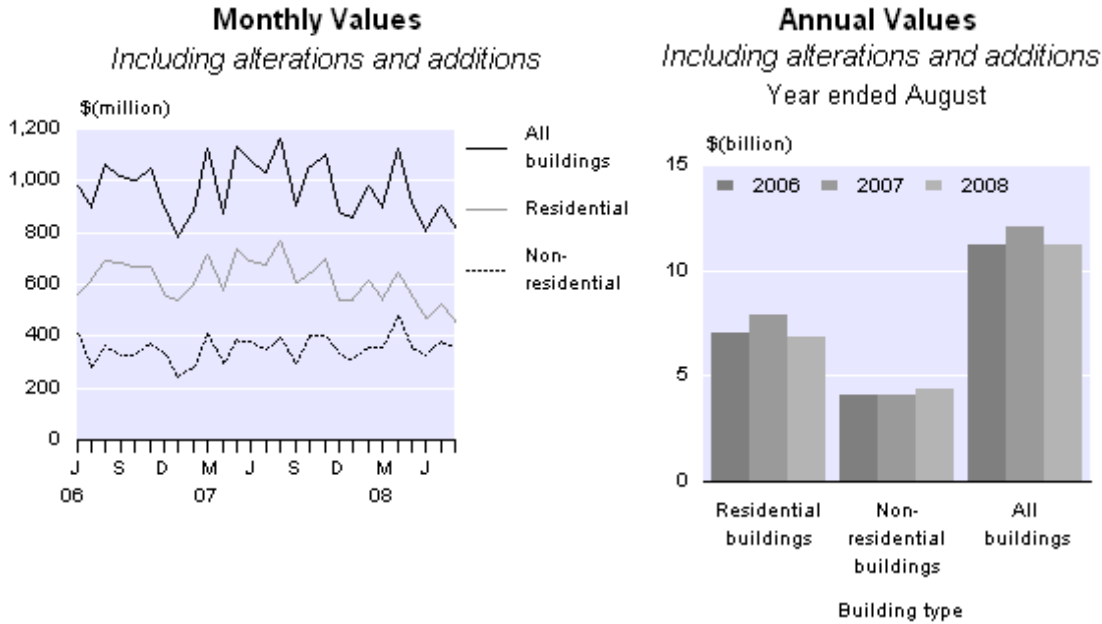 Monthly Values
Including alterations and additions
$(million)
1,200
1,000
800
600
400
200
0
J S D M J S D M J
06 07 08
All
buildings
Residential
Non-
residential
Annual Values
Including alterations and additions
Year ended August
$(billion)
15
10
5
0
2006 2007 2008
Residential
buildings
Non-
residential
buildings
All
buildings
Building type